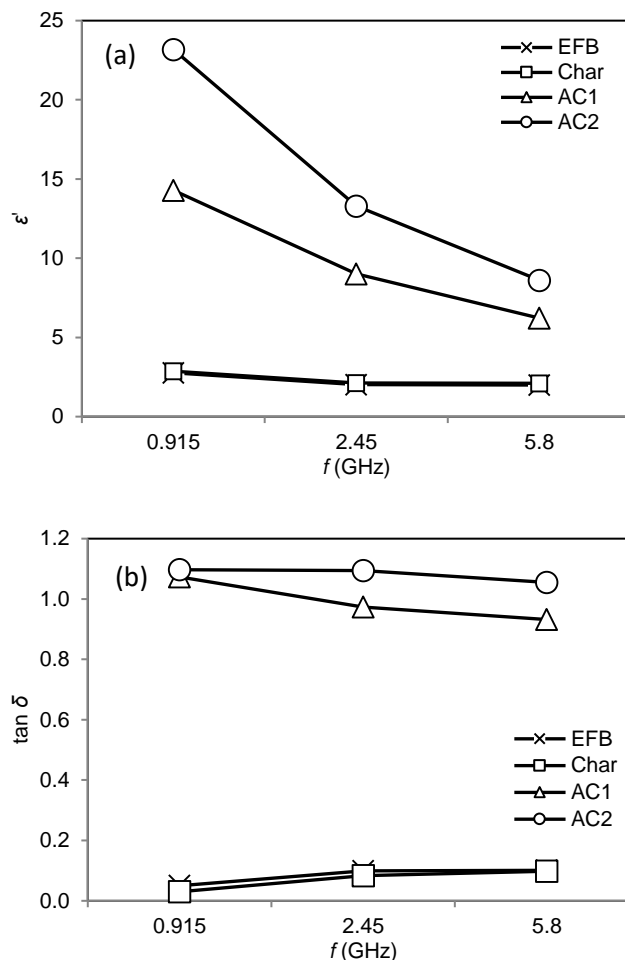 (a)
EFB
Char
AC1
AC2
25
20
15
10
5
0
ε'
0.915 2.45 5.8
f (GHz)
(b)
1.2
1.0
0.8
0.6
0.4
0.2
0.0
tan δ
EFB
Char
AC1
AC2
0.915 2.45 5.8
f (GHz)